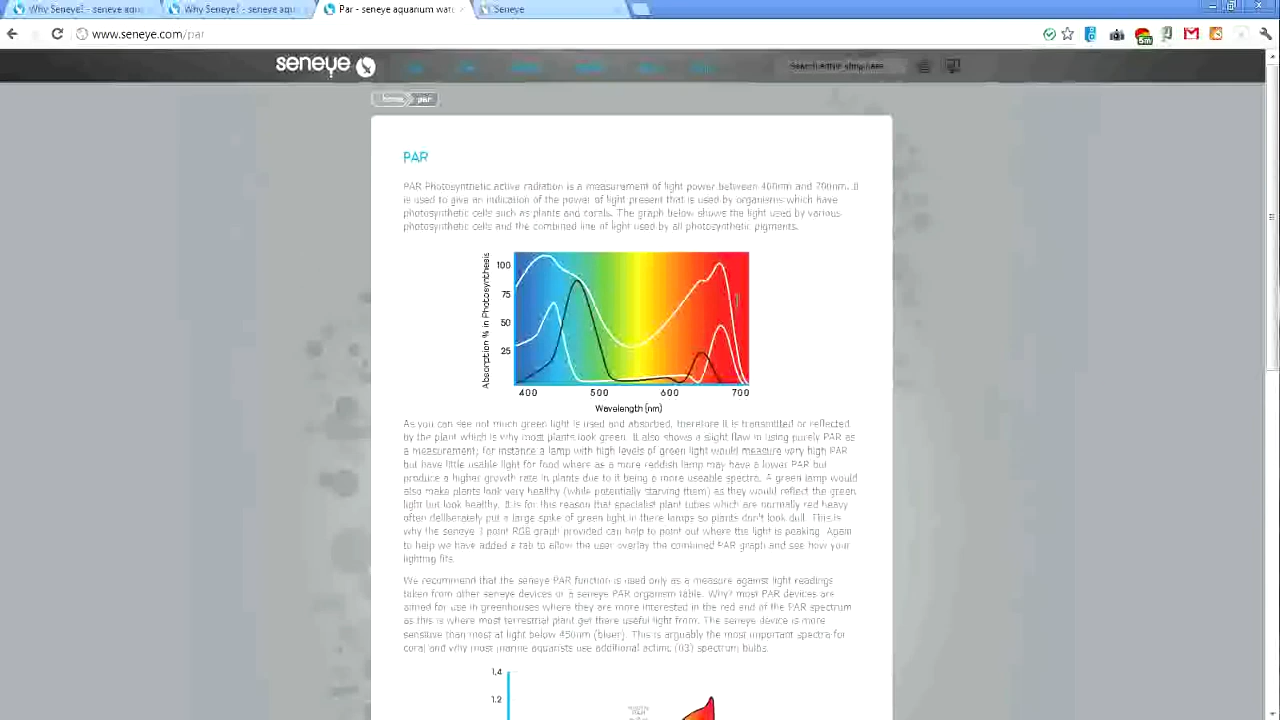 Why Seneye? - seneye aqua
Why Seneye? - seneye aqua
Par - seneye aquarium wat
Seneye
www.seneye.com/par
seneye
home
par
PAR
PAR Photosynthetic active radiation is a measurement of light power between 400nm and 700nm. It
is used to give an indication of the power of light present that is used by organisms which have
photosynthetic cells such as plants and corals. The graph below shows the light used by various
photosynthetic cells and the combined line of light used by all photosynthetic pigments.
Absorption % in Photosynthesis
100
75
50
25
400 500 600 700
Wavelength (nm)
As you can see not much green light is used and absorbed, therefore it is transmitted or reflected
by the plant which is why most plants look green. It also shows a slight flaw in using purely PAR as
a measurement; for instance a lamp with high levels of green light would measure very high PAR
but have little usable light for food where as a more reddish lamp may have a lower PAR but
produce a higher growth rate in plants due to it being a more useable spectra. A green lamp would
also make plants look very healthy (while potentially starving them) as they would reflect the green
light but look healthy. It is for this reason that specialist plant tubes which are normally red heavy
often deliberately put a large spike of green light in there lamps so plants don't look dull. This is
why the seneye 3 point RGB graph provided can help to point out where the light is peaking. Again
to help we have added a tab to allow the user overlay the combined PAR graph and see how your
lighting fits.
We recommend that the seneye PAR function is used only as a measure against light readings
taken from other seneye devices or seneye PAR organism table. Why? most PAR devices are
aimed for use in greenhouses where they are more interested in the red end of the PAR spectrum
as this is where most terrestrial plant get there useful light from. The seneye device is more
sensitive than most at light below 450nm (bluer). This is arguably the most important spectra for
coral and why most marine aquarists use additional actinic (03) spectrum bulbs.
1.4
1.2